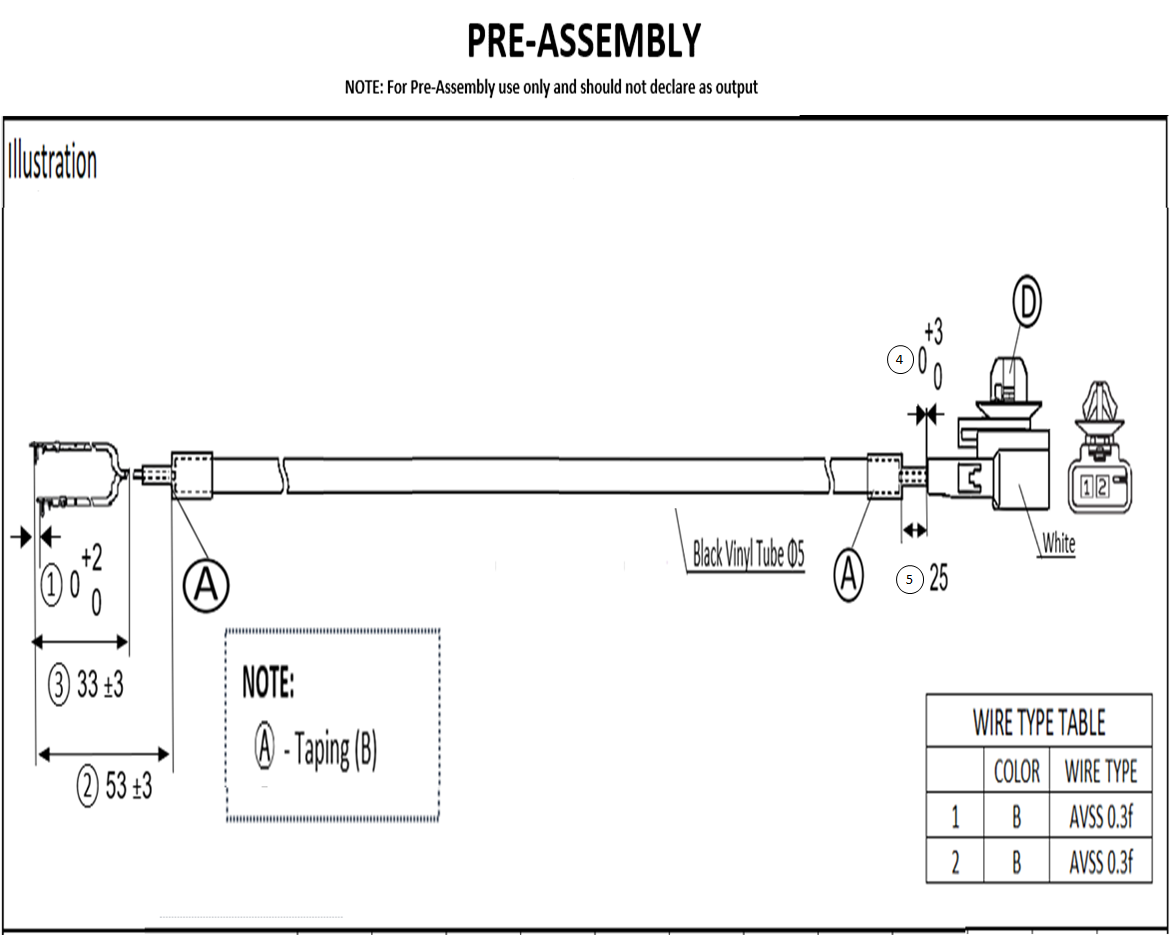 PRE-ASSEMBLY
NOTE: For Pre-Assembly use only and should not declare as output
Illustration
D
+3
④ 0
0
1 2
White
Black Vinyl Tube Φ5
A
A
⑤ 25
+2
① 0
0
③ 33 ±3
② 53 ±3
NOTE:
Ⓐ - Taping (B)
WIRE TYPE TABLE
COLOR WIRE TYPE
1 B AVSS 0.3f
2 B AVSS 0.3f